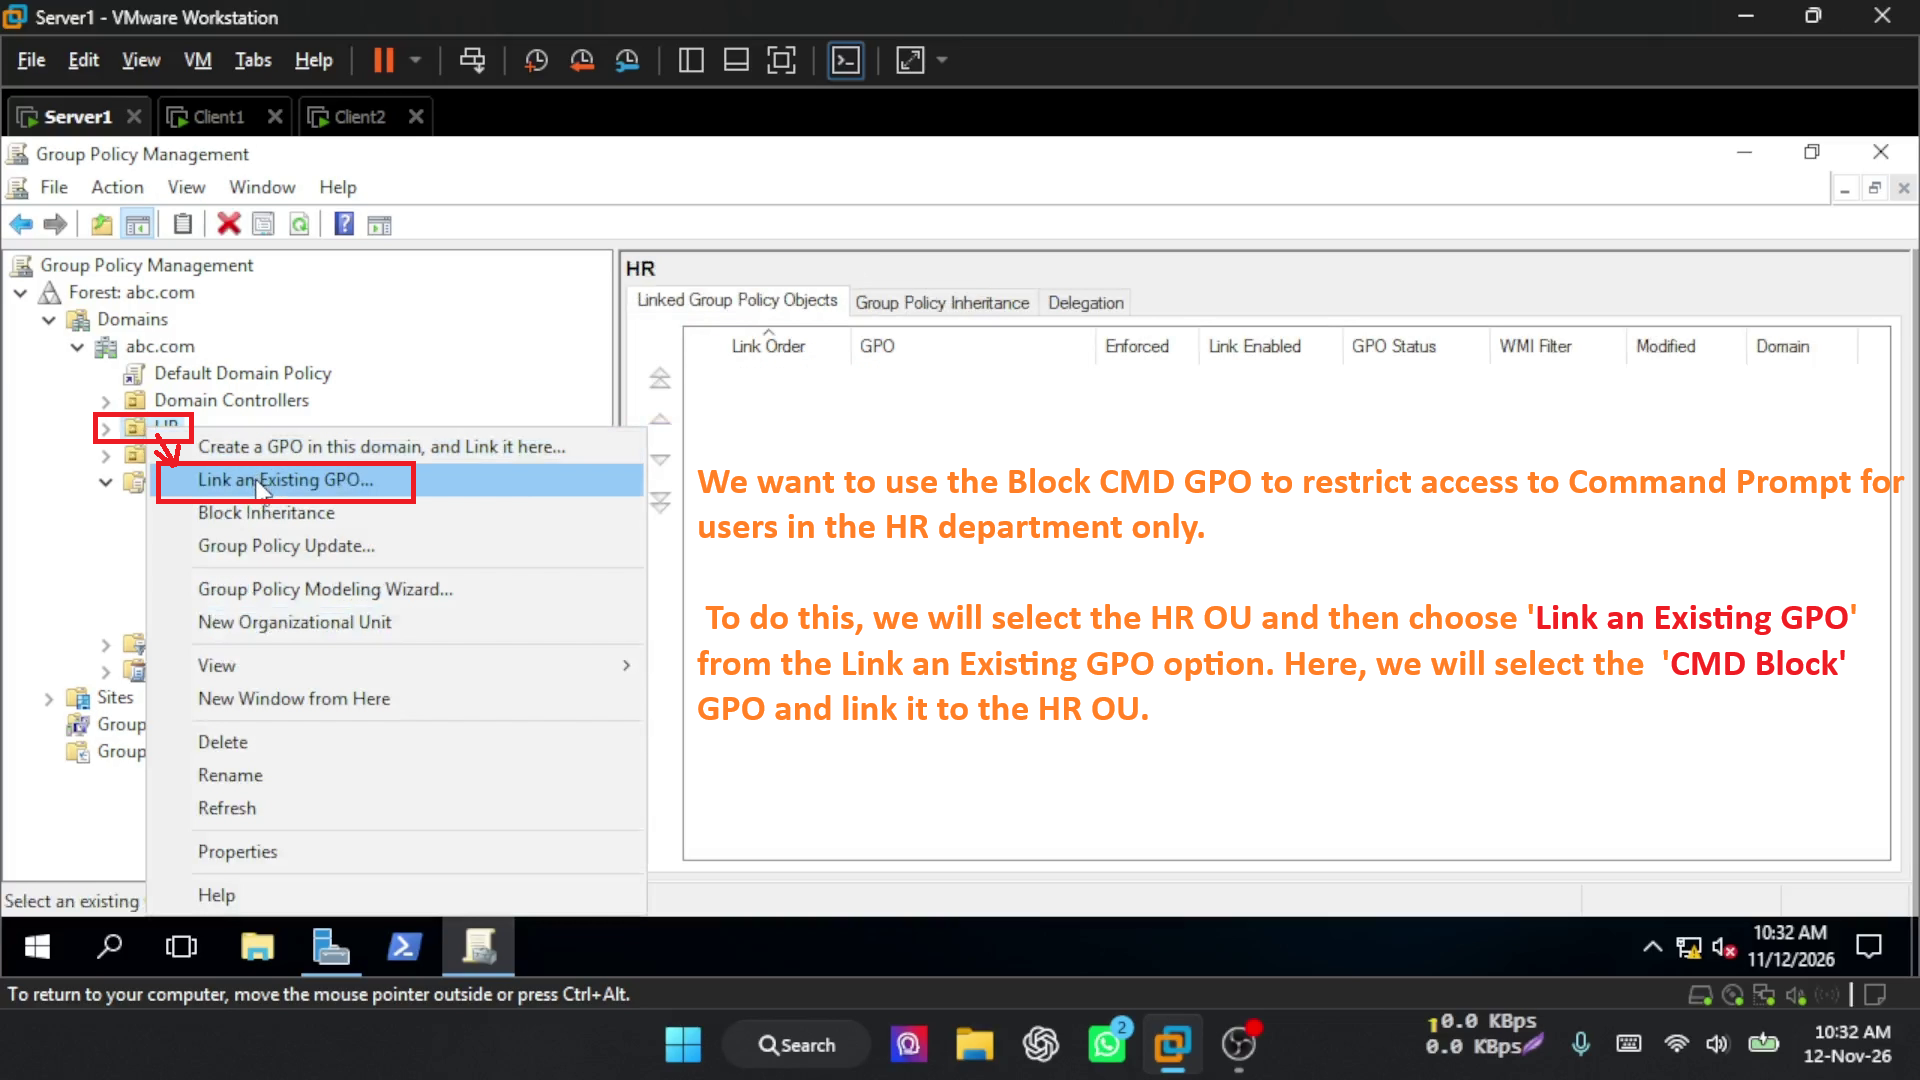 Server1 - VMware Workstation
File Edit View VM Tabs Help
Server1 Client1 Client2
Group Policy Management
File Action View Window Help
Group Policy Management
Forest: abc.com
Domains
abc.com
Default Domain Policy
Domain Controllers
Create a GPO in this domain, and Link it here...
Link an Existing GPO...
Block Inheritance
Group Policy Update...
Group Policy Modeling Wizard...
New Organizational Unit
View
New Window from Here
Delete
Rename
Refresh
Properties
Help
Sites
Group
Group
Select an existing
HR
Linked Group Policy Objects Group Policy Inheritance Delegation
Link Order GPO Enforced Link Enabled GPO Status WMI Filter Modified Domain
We want to use the Block CMD GPO to restrict access to Command Prompt for
users in the HR department only.
To do this, we will select the HR OU and then choose 'Link an Existing GPO'
from the Link an Existing GPO option. Here, we will select the 'CMD Block'
GPO and link it to the HR OU.
10:32 AM
11/12/2026
To return to your computer, move the mouse pointer outside or press Ctrl+Alt.
Search
2
0.0 KBps
0.0 KBps
10:32 AM
12-Nov-26